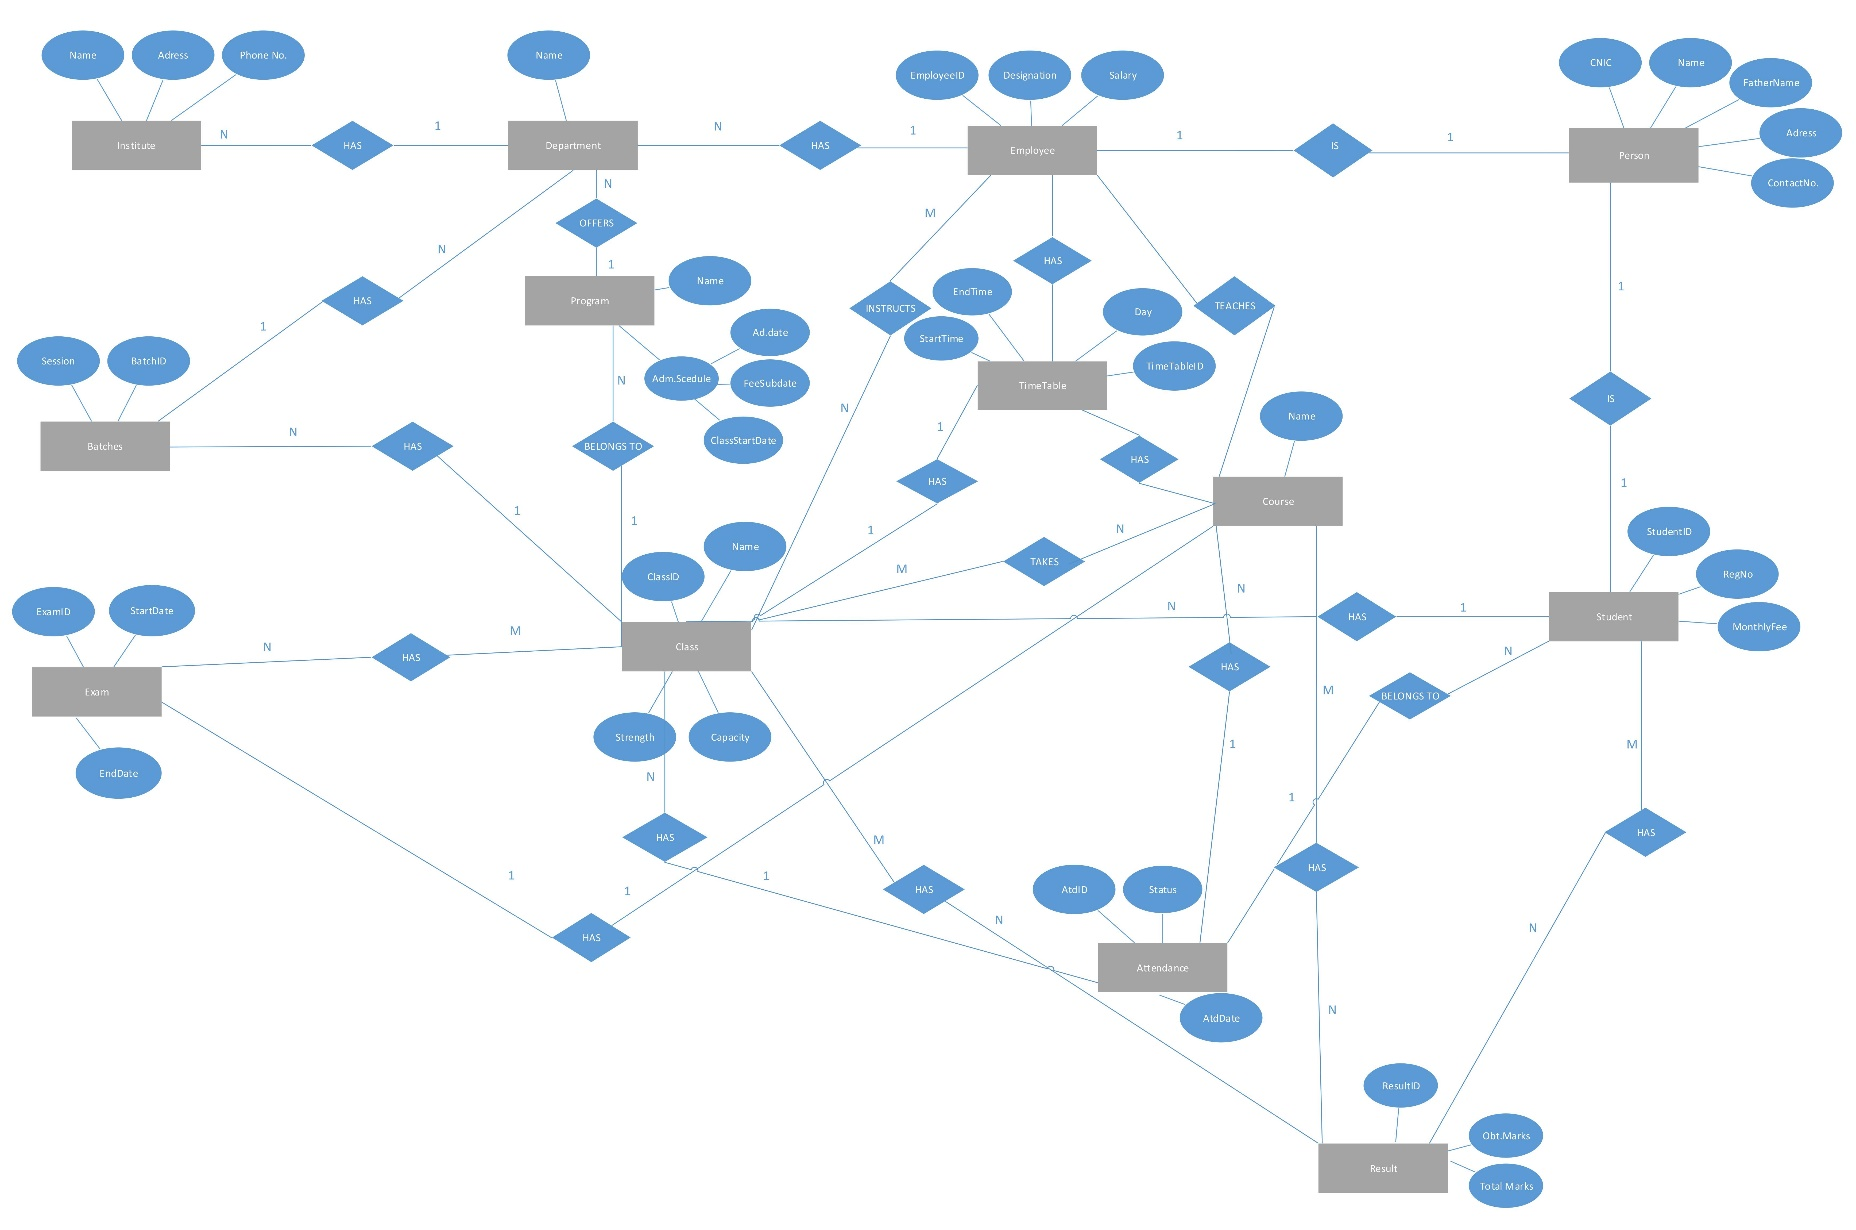 Name
Adress
Phone No.
Name
EmployeeID
Designation
Salary
CNIC
Name
FatherName
Adress
ContactNo.
Institute
N
HAS
1
Department
N
HAS
1
Employee
1
IS
1
Person
N
OFFERS
1
Program
Name
Ad.date
Adm.Scedule
FeeSubdate
ClassStartDate
N
HAS
1
Session
BatchID
Batches
N
HAS
1
N
BELONGS TO
1
M
INSTRUCTS
N
HAS
TEACHES
EndTime
StartTime
Day
TimeTableID
TimeTable
1
HAS
1
HAS
Name
Course
1
IS
1
M
TAKES
N
ClassID
Name
Class
Strength
Capacity
ExamID
StartDate
Exam
EndDate
N
HAS
M
N
HAS
1
StudentID
RegNo
MonthlyFee
Student
N
HAS
1
N
BELONGS TO
1
M
HAS
N
M
HAS
N
N
HAS
1
1
HAS
1
M
HAS
N
AtdID
Status
Attendance
AtdDate
ResultID
Obt.Marks
Total Marks
Result